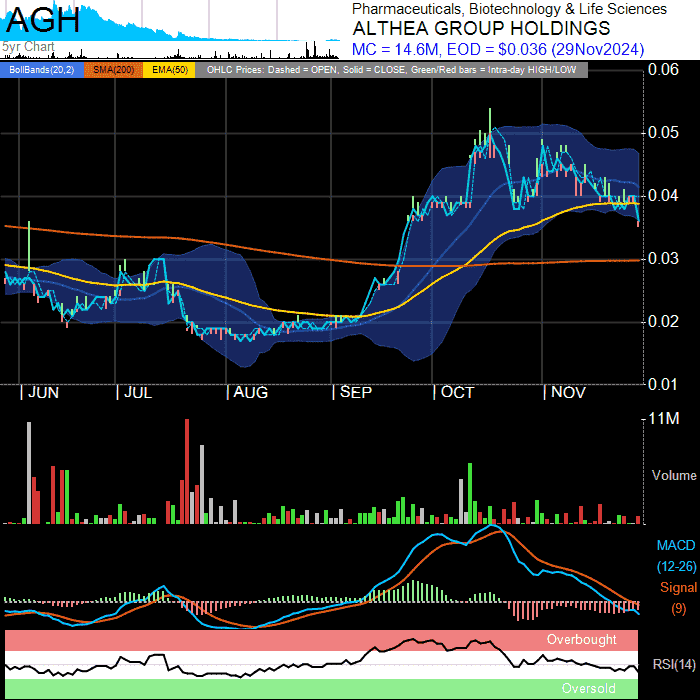 AGH
5yr Chart
Pharmaceuticals, Biotechnology & Life Sciences
ALTHEA GROUP HOLDINGS
MC = 14.6M, EOD = $0.036 (29Nov2024)
BollBands(20,2) SMA(200) EMA(50) OHLC Prices: Dashed = OPEN, Solid = CLOSE, Green/Red bars = Intra-day HIGH/LOW
0.06
0.05
0.04
0.03
0.02
0.01
JUN JUL AUG SEP OCT NOV
11M
Volume
MACD
(12-26)
Signal
(9)
Overbought
RSI(14)
Oversold